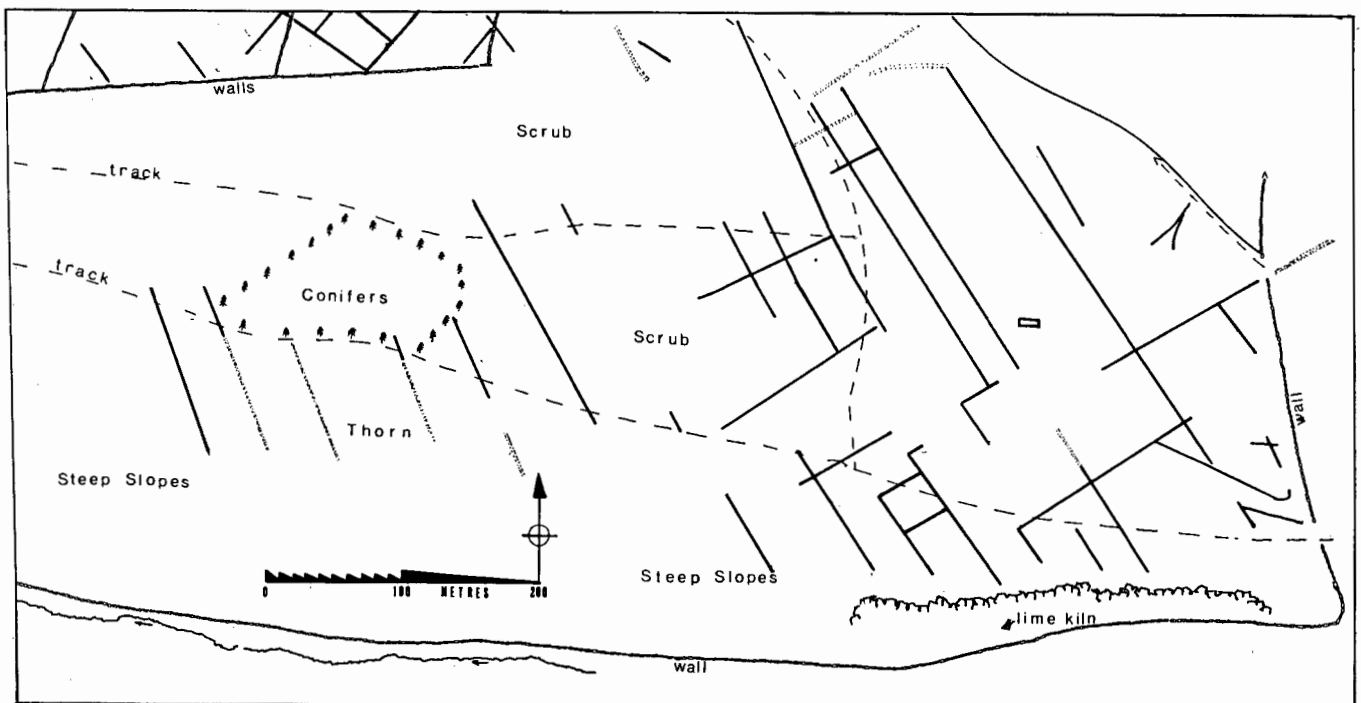 walls
Scrub
track
track
Conifers
Scrub
wall
Thorn
Steep Slopes
Steep Slopes
0 100 METRES 200
lime kiln
wall